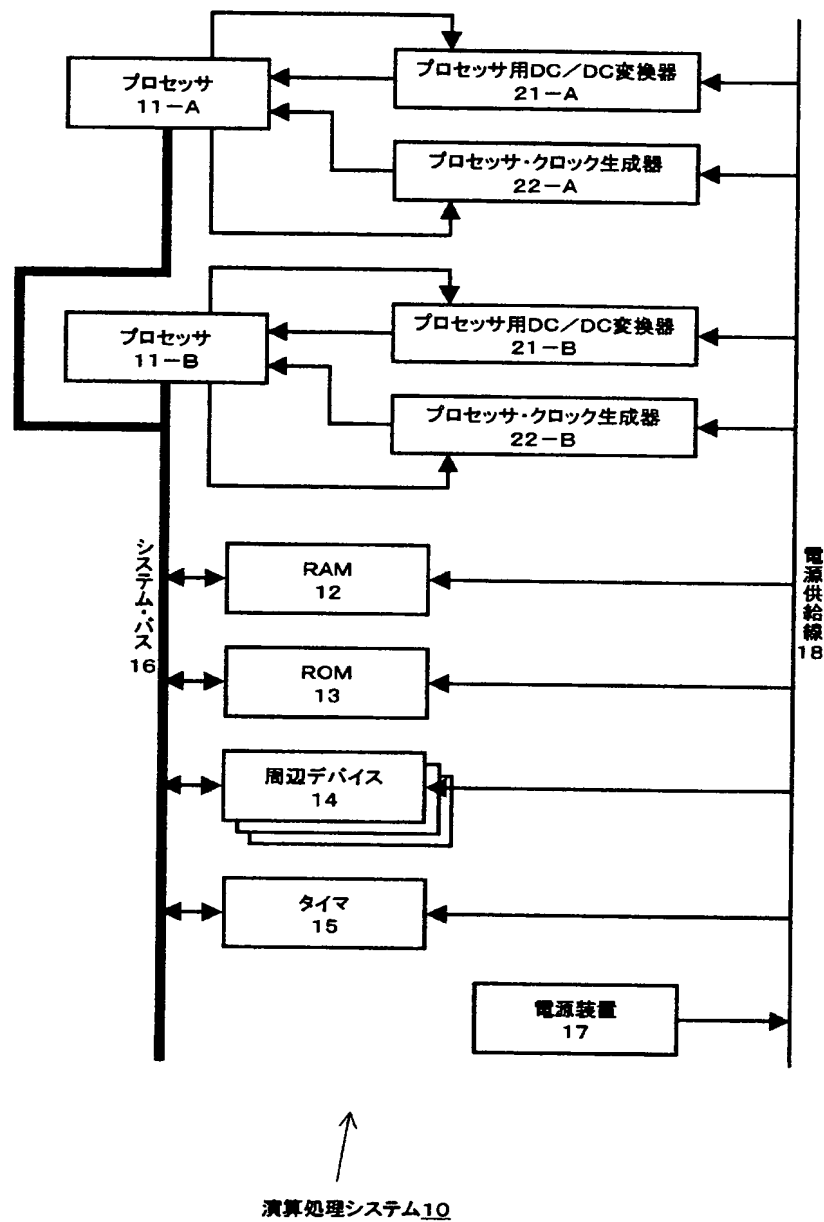 プロセッサ
11-A
プロセッサ用DC/DC変換器
21-A
プロセッサ・クロック生成器
22-A
プロセッサ
11-B
プロセッサ用DC/DC変換器
21-B
プロセッサ・クロック生成器
22-B
システム・バス
16
RAM
12
電源供給線
18
ROM
13
周辺デバイス
14
タイマ
15
電源装置
17
演算処理システム10